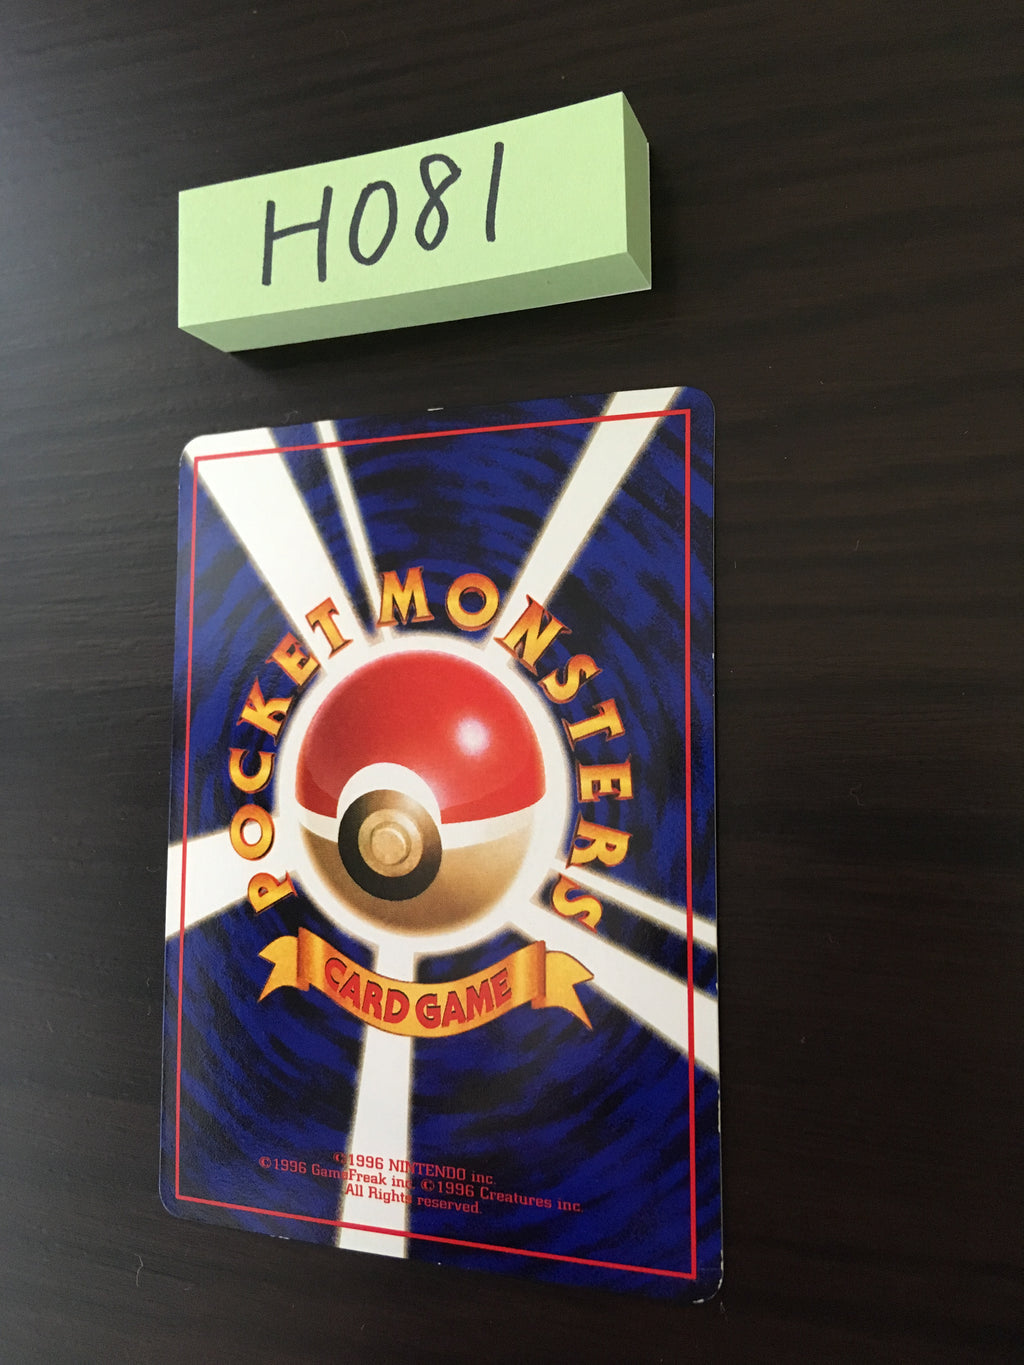 H081
POCKET MONSTERS
CARD GAME
©1996 NINTENDO inc.
©1996 GameFreak inc. ©1996 Creatures inc.
All Rights reserved.